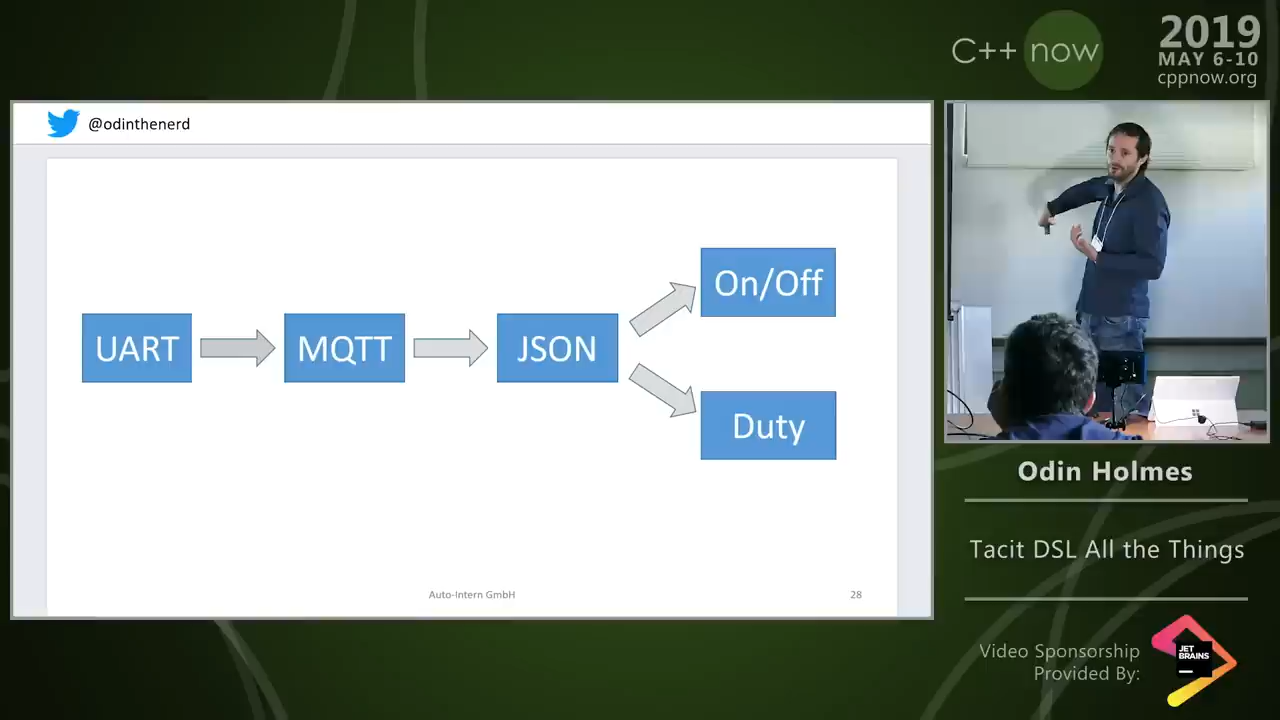 C++ now
2019
MAY 6-10
cppnow.org
@odinthenerd
UART
MQTT
JSON
On/Off
Duty
Auto-Intern GmbH
28
Odin Holmes
Tacit DSL All the Things
Video Sponsorship
Provided By:
JET
BRAINS